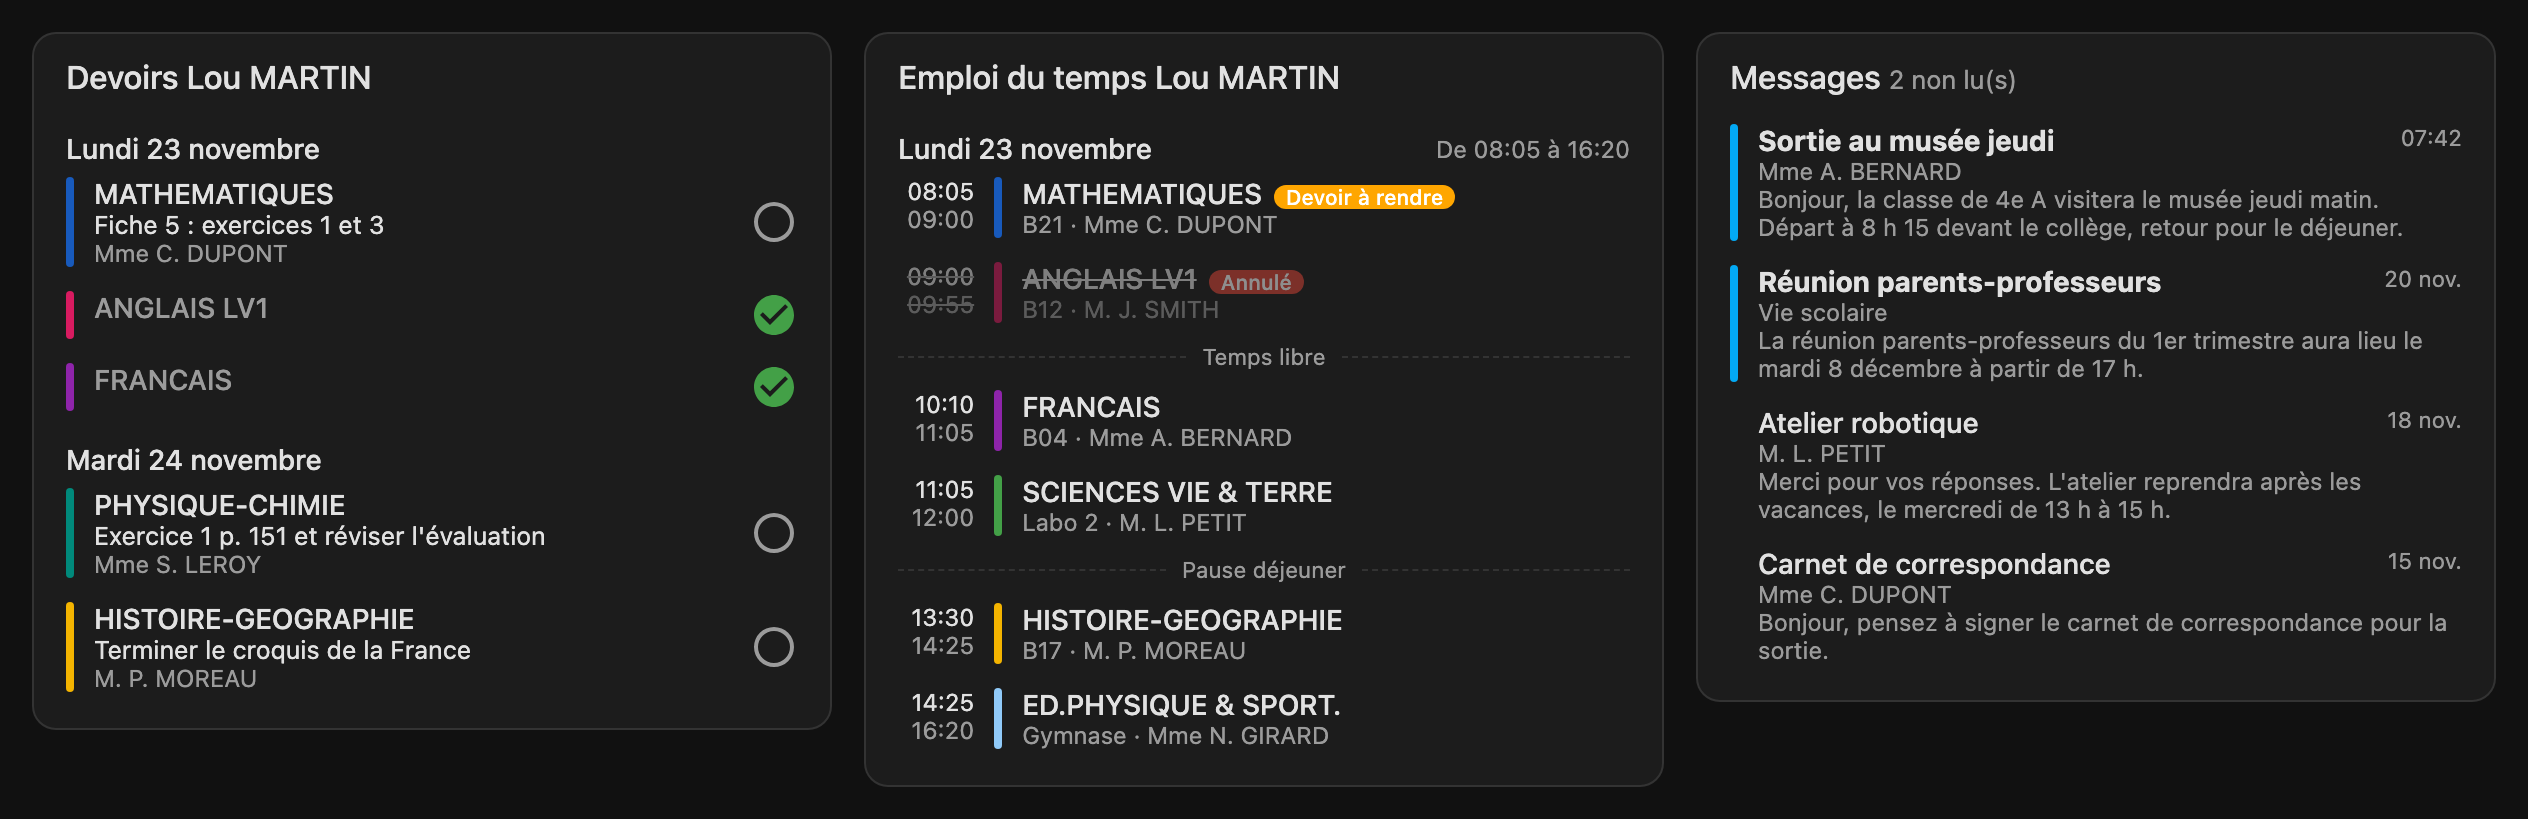 Devoirs Lou MARTIN
Lundi 23 novembre
MATHEMATIQUES
Fiche 5 : exercices 1 et 3
Mme C. DUPONT
ANGLAIS LV1
FRANCAIS
Mardi 24 novembre
PHYSIQUE-CHIMIE
Exercice 1 p. 151 et réviser l'évaluation
Mme S. LEROY
HISTOIRE-GEOGRAPHIE
Terminer le croquis de la France
M. P. MOREAU
Emploi du temps Lou MARTIN
Lundi 23 novembre De 08:05 à 16:20
08:05 MATHEMATIQUES Devoir à rendre
09:00 B21 · Mme C. DUPONT
09:00 ANGLAIS LV1 Annulé
09:55 B12 · M. J. SMITH
Temps libre
10:10 FRANCAIS
11:05 B04 · Mme A. BERNARD
11:05 SCIENCES VIE & TERRE
12:00 Labo 2 · M. L. PETIT
Pause déjeuner
13:30 HISTOIRE-GEOGRAPHIE
14:25 B17 · M. P. MOREAU
14:25 ED.PHYSIQUE & SPORT.
16:20 Gymnase · Mme N. GIRARD
Messages 2 non lu(s)
Sortie au musée jeudi 07:42
Mme A. BERNARD
Bonjour, la classe de 4e A visitera le musée jeudi matin.
Départ à 8 h 15 devant le collège, retour pour le déjeuner.
Réunion parents-professeurs 20 nov.
Vie scolaire
La réunion parents-professeurs du 1er trimestre aura lieu le
mardi 8 décembre à partir de 17 h.
Atelier robotique 18 nov.
M. L. PETIT
Merci pour vos réponses. L'atelier reprendra après les
vacances, le mercredi de 13 h à 15 h.
Carnet de correspondance 15 nov.
Mme C. DUPONT
Bonjour, pensez à signer le carnet de correspondance pour la
sortie.